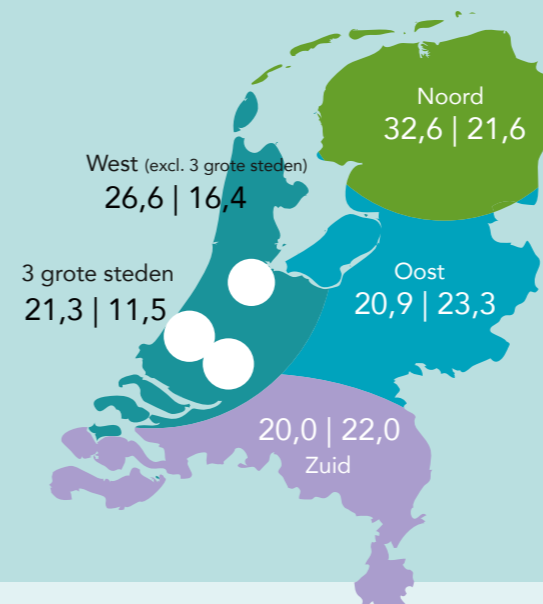 Noord
32,6 | 21,6
West (excl. 3 grote steden)
26,6 | 16,4
3 grote steden
21,3 | 11,5
Oost
20,9 | 23,3
20,0 | 22,0
Zuid